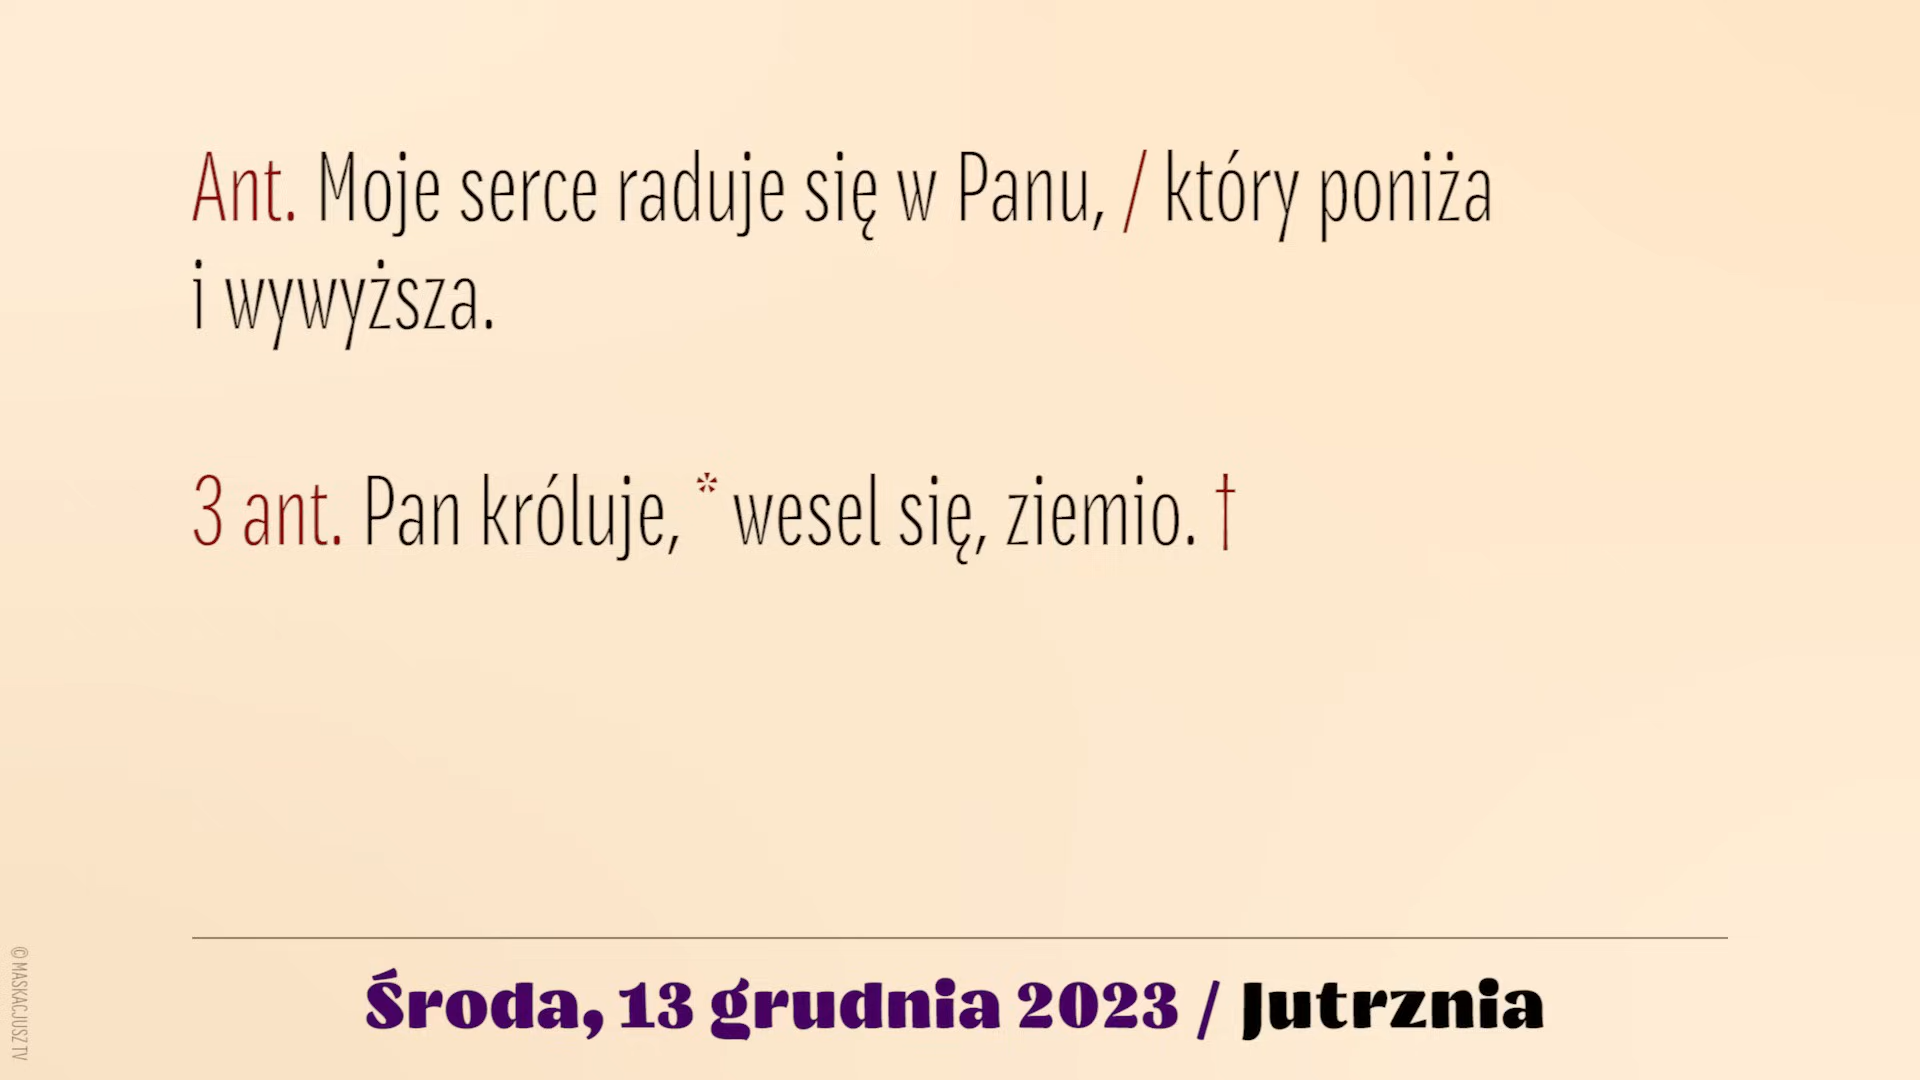 Ant. Moje serce raduje się w Panu, / który poniża
i wywyższa.
3 ant. Pan króluje, * wesel się, ziemio. †
Środa, 13 grudnia 2023 / Jutrznia
© MASKACJUSZ TV